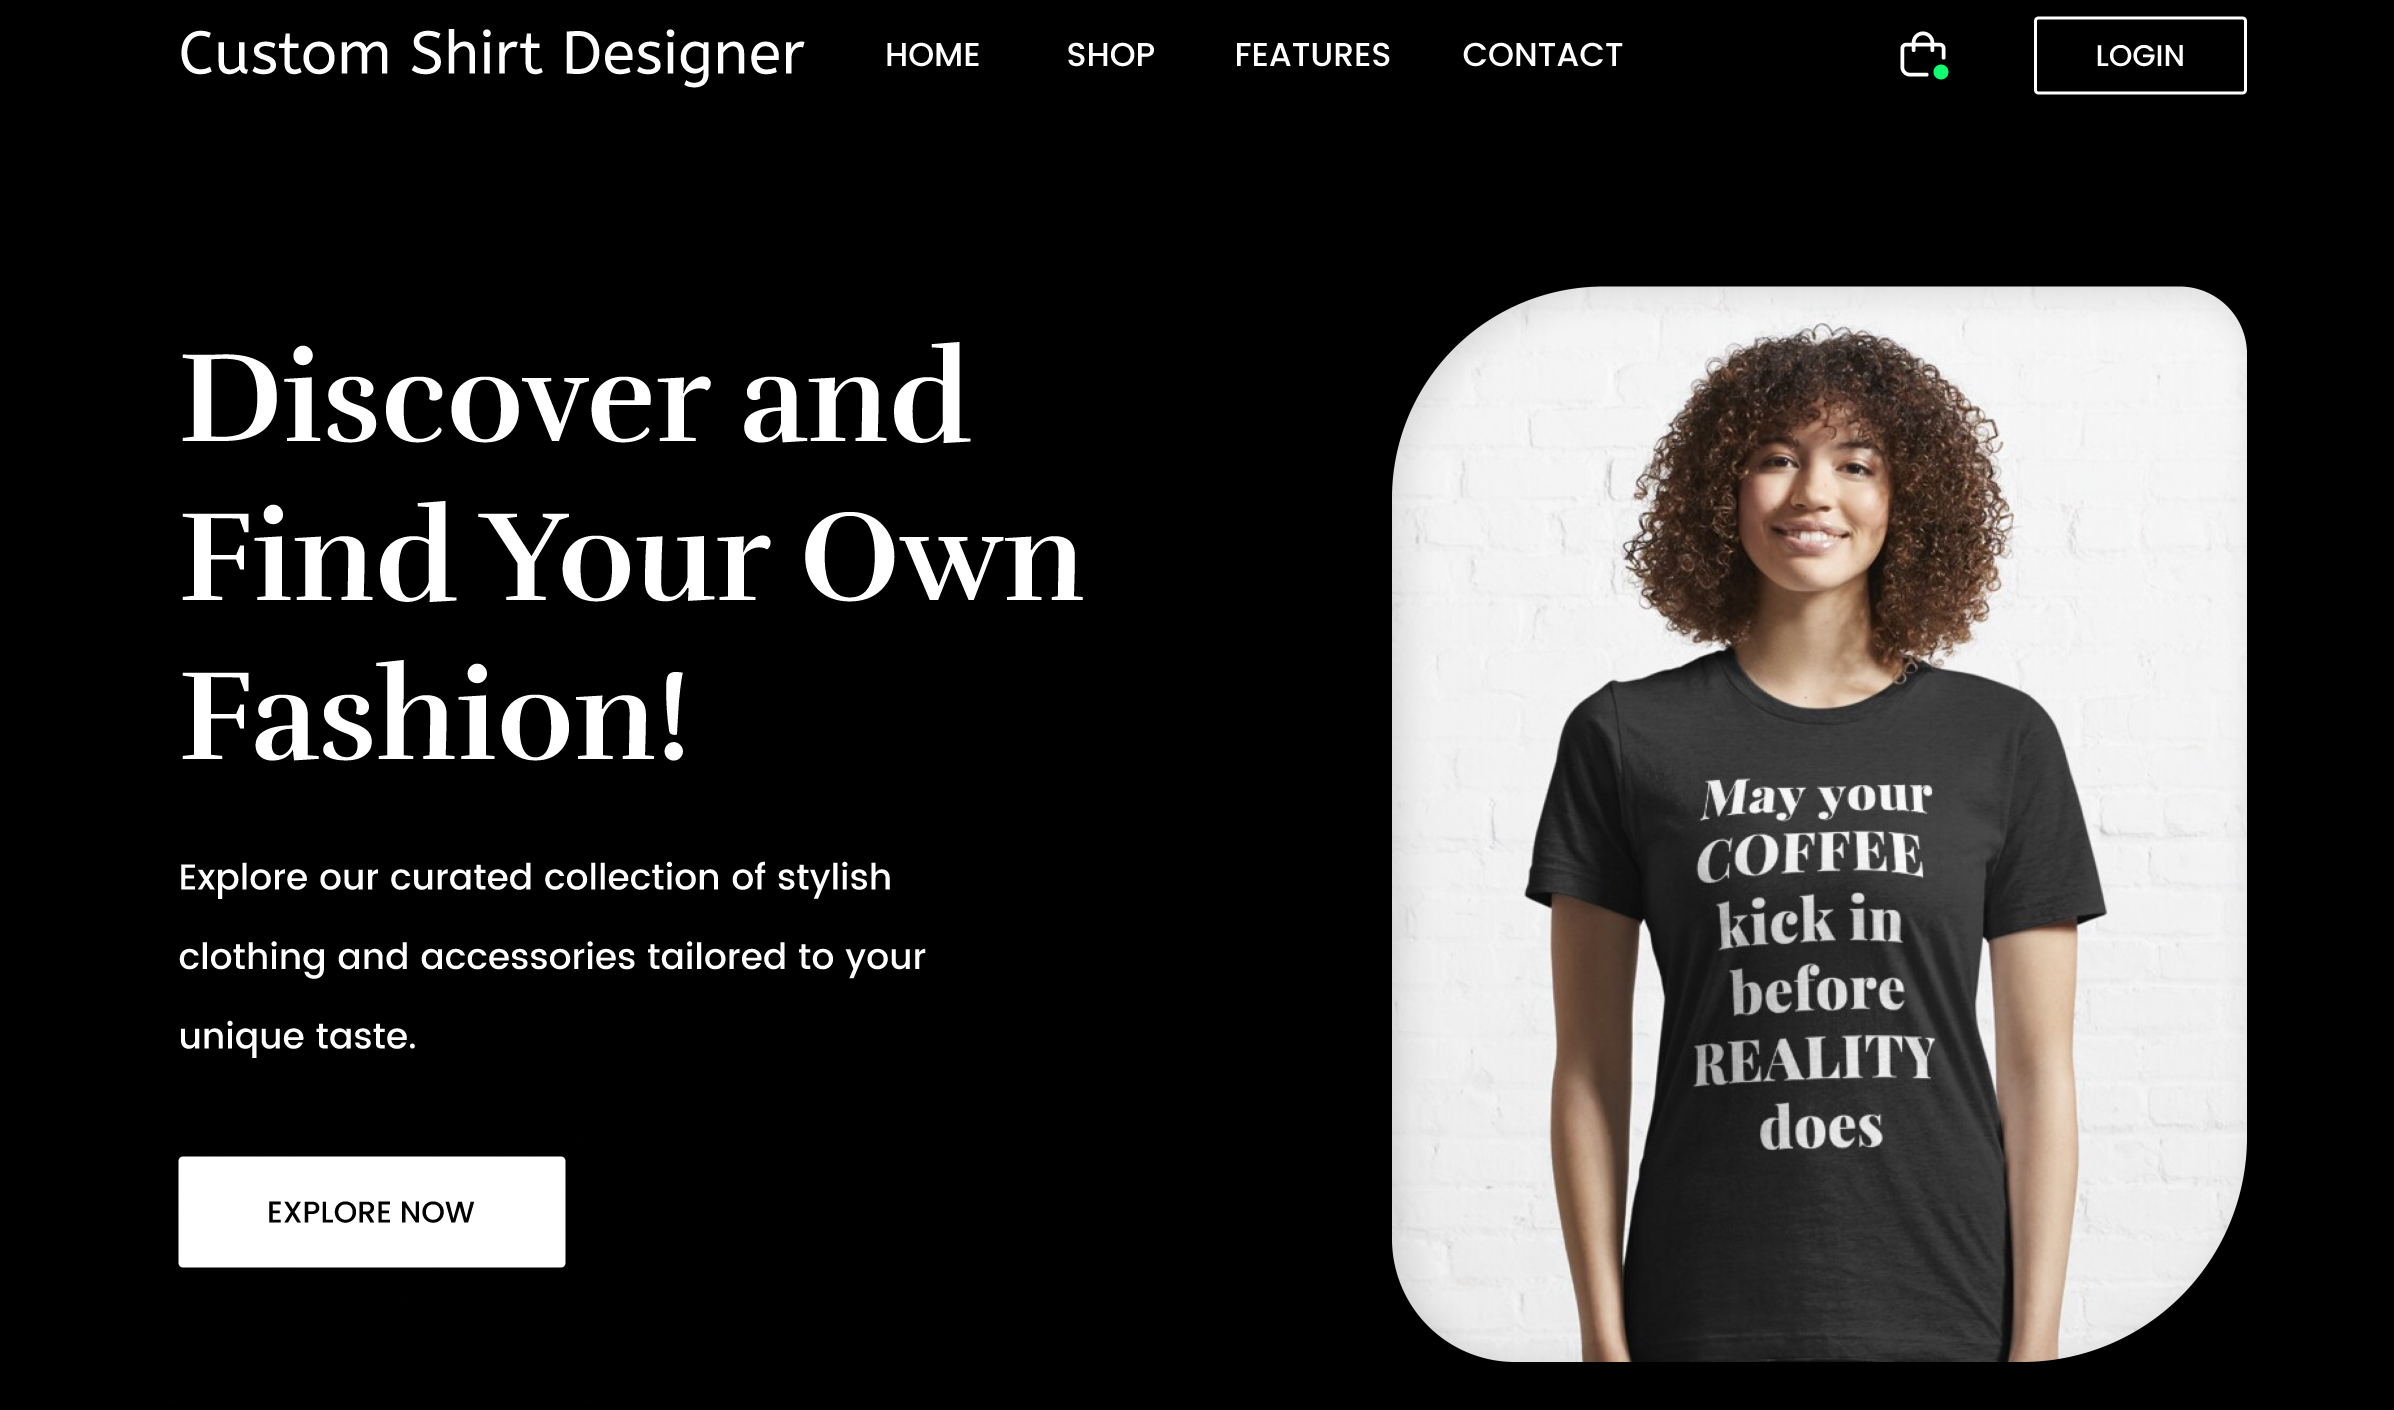 Custom Shirt Designer
HOME
SHOP
FEATURES
CONTACT
LOGIN
Discover and
Find Your Own
Fashion!
Explore our curated collection of stylish
clothing and accessories tailored to your
unique taste.
EXPLORE NOW
May your
COFFEE
kick in
before
REALITY
does